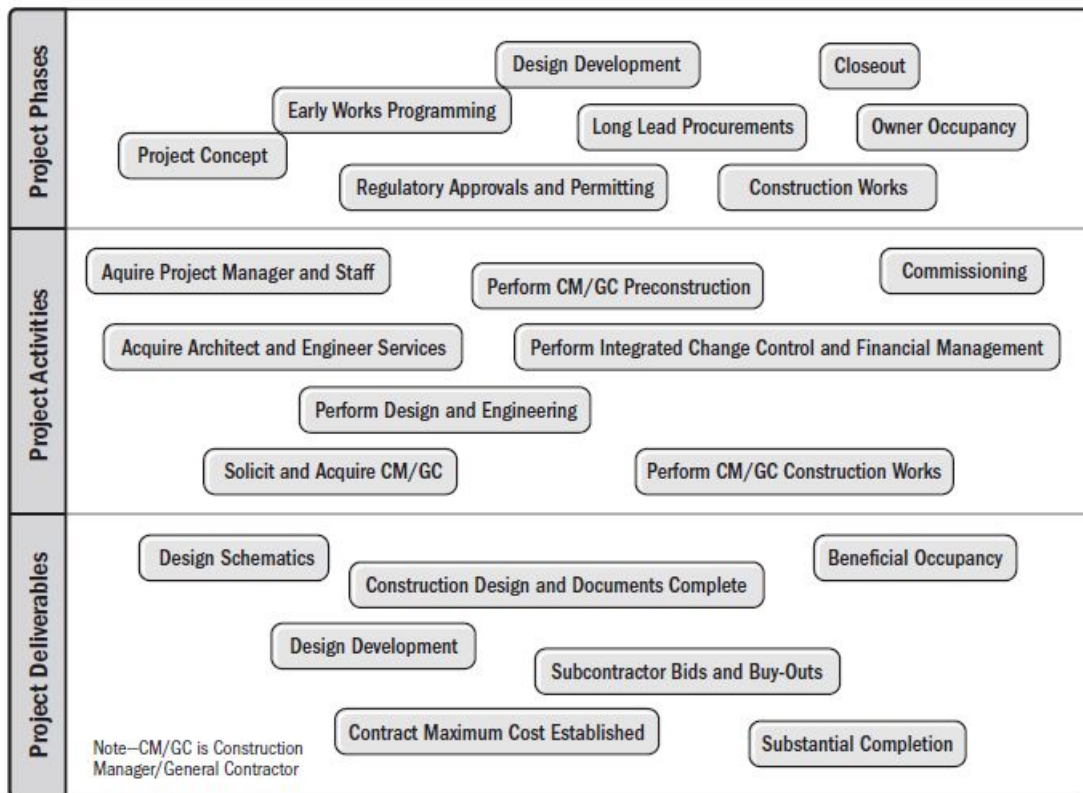 Project Phases
Design Development
Closeout
Early Works Programming
Long Lead Procurements
Owner Occupancy
Project Concept
Regulatory Approvals and Permitting
Construction Works
Project Activities
Aquire Project Manager and Staff
Perform CM/GC Preconstruction
Commissioning
Acquire Architect and Engineer Services
Perform Integrated Change Control and Financial Management
Perform Design and Engineering
Solicit and Acquire CM/GC
Perform CM/GC Construction Works
Project Deliverables
Design Schematics
Beneficial Occupancy
Construction Design and Documents Complete
Design Development
Subcontractor Bids and Buy-Outs
Contract Maximum Cost Established
Substantial Completion
Note—CM/GC is Construction
Manager/General Contractor